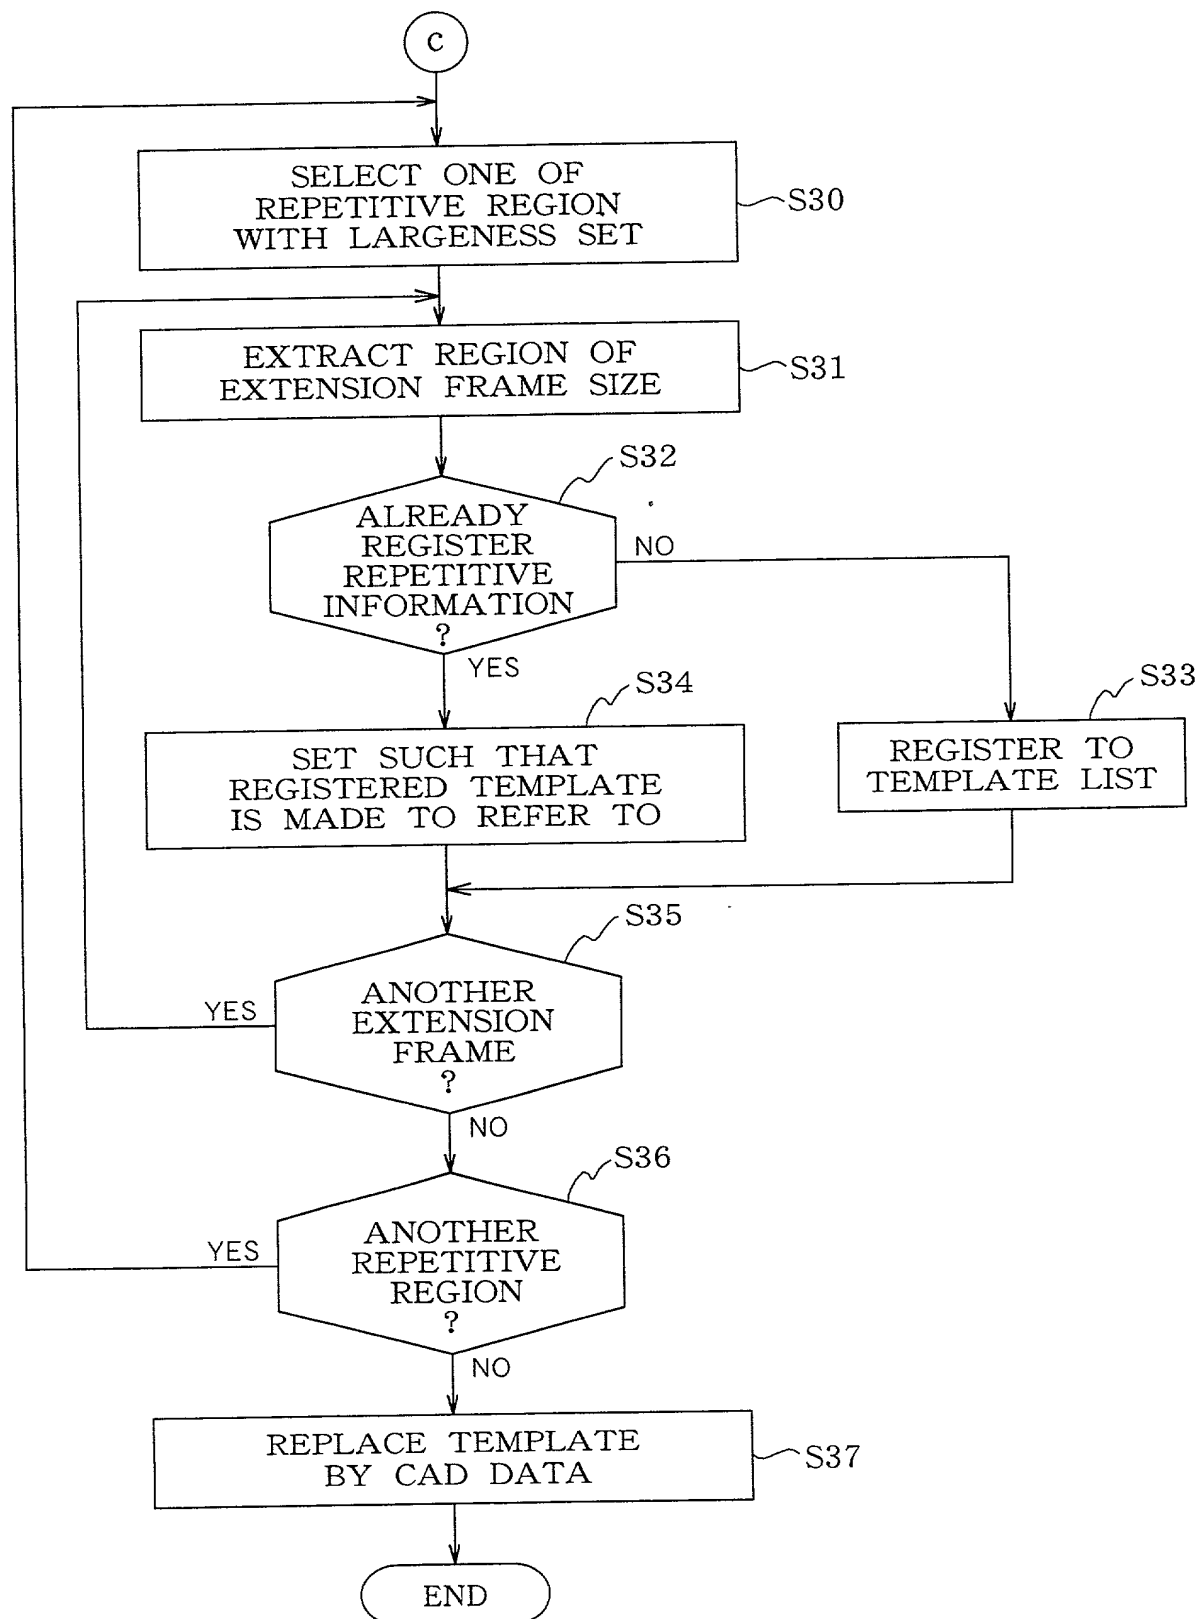 C
SELECT ONE OF
REPETITIVE REGION
WITH LARGENESS SET
S30
EXTRACT REGION OF
EXTENSION FRAME SIZE
S31
S32
ALREADY
REGISTER
REPETITIVE
INFORMATION
?
NO
YES
S34
SET SUCH THAT
REGISTERED TEMPLATE
IS MADE TO REFER TO
S33
REGISTER TO
TEMPLATE LIST
S35
ANOTHER
EXTENSION
FRAME
?
YES
NO
S36
ANOTHER
REPETITIVE
REGION
?
YES
NO
REPLACE TEMPLATE
BY CAD DATA
S37
END